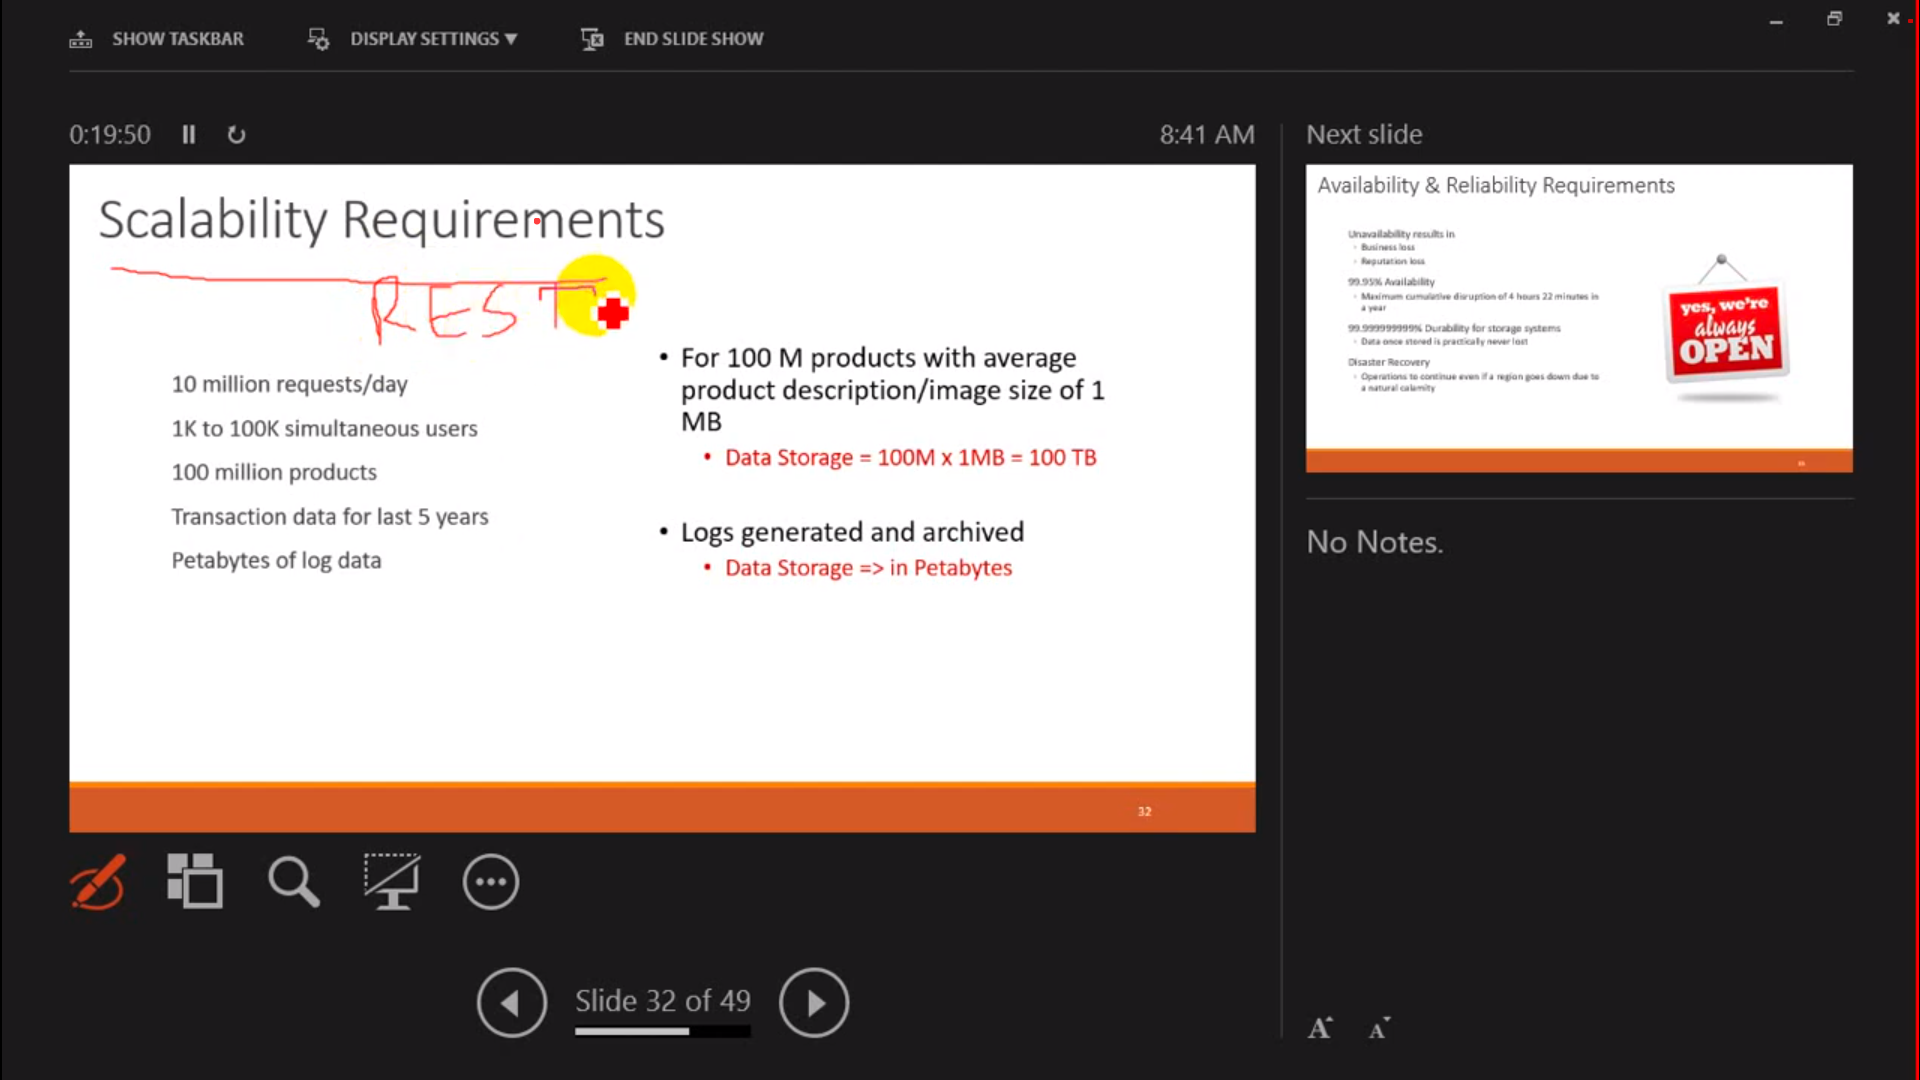 SHOW TASKBAR
DISPLAY SETTINGS ▼
END SLIDE SHOW
0:19:50
8:41 AM
Next slide
Scalability Requirements
REST
10 million requests/day
1K to 100K simultaneous users
100 million products
Transaction data for last 5 years
Petabytes of log data
• For 100 M products with average
product description/image size of 1
MB
• Data Storage = 100M x 1MB = 100 TB
• Logs generated and archived
• Data Storage => in Petabytes
32
Availability & Reliability Requirements
Unavailability results in
◦ Business loss
◦ Reputation loss
99.95% Availability
◦ Maximum cumulative disruption of 4 hours 22 minutes in
a year
99.999999999% Durability for storage systems
◦ Data once stored is practically never lost
Disaster Recovery
◦ Operations to continue even if a region goes down due to
a natural calamity
yes, we're
always
OPEN
No Notes.
Slide 32 of 49
A A